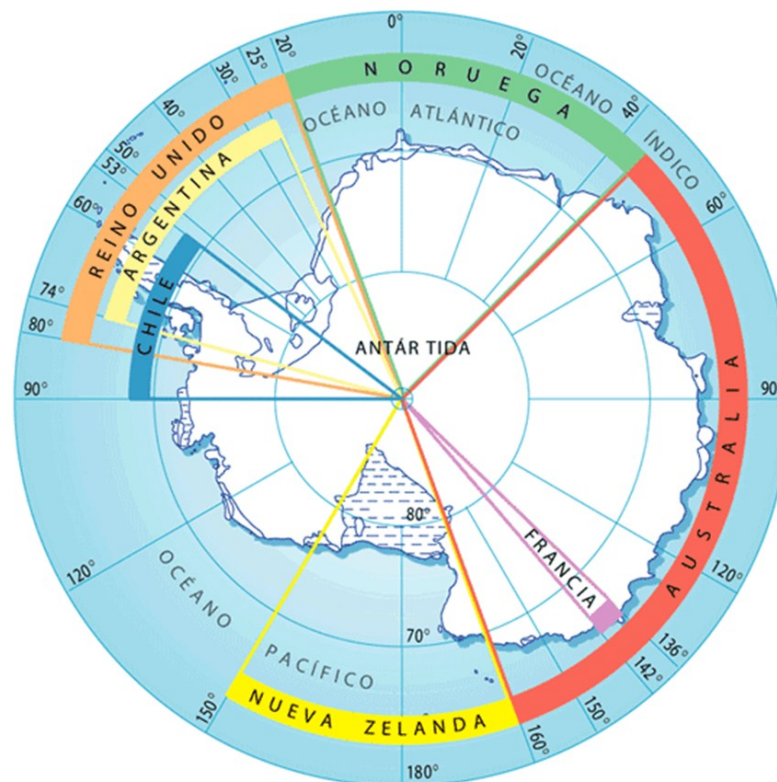 0°
20°
OCÉANO
40°
ÍNDICO
60°
90°
120°
136°
142°
150°
160°
180°
150°
120°
90°
80°
74°
60°
53°
50°
40°
30°
25°
20°
NORUEGA
OCÉANO ATLÁNTICO
REINO UNIDO
ARGENTINA
CHILE
ANTÁR TIDA
AUSTRALIA
FRANCIA
80°
70°
OCÉANO
PACÍFICO
NUEVA ZELANDA